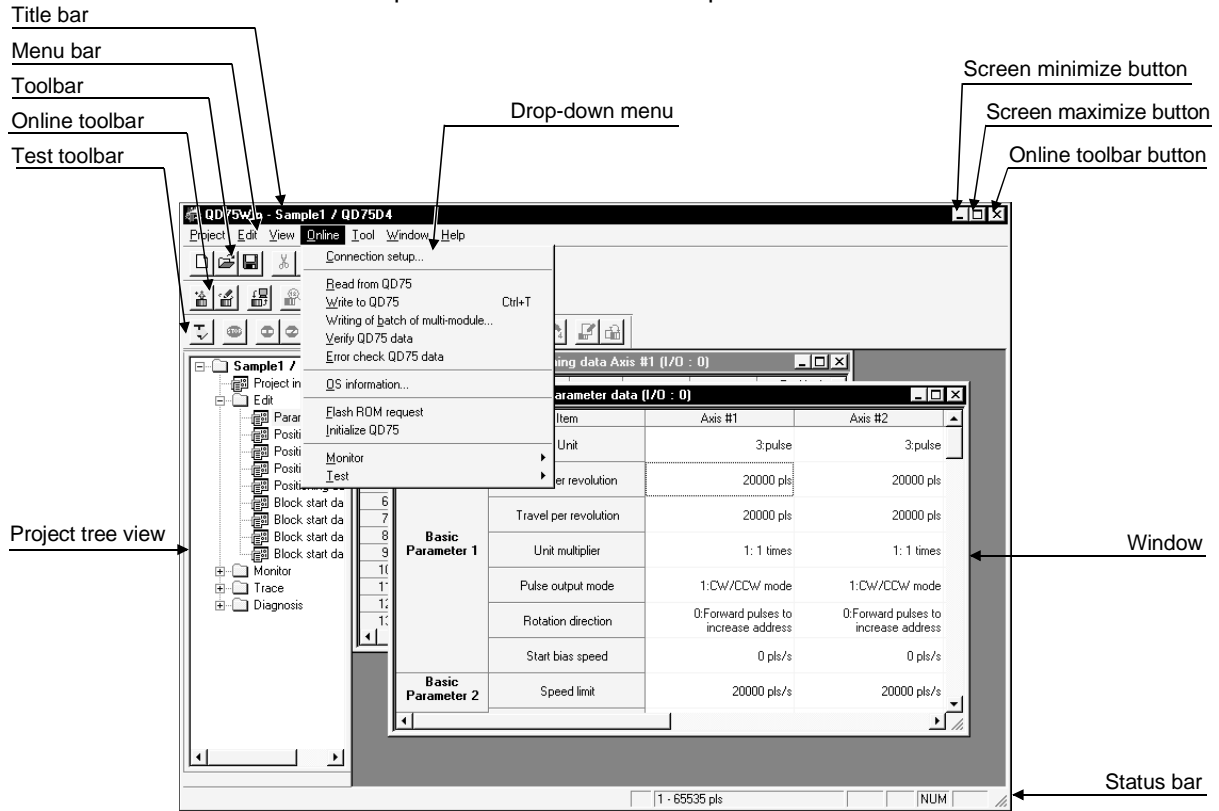 Title bar
Menu bar
Toolbar
Online toolbar
Test toolbar
Drop-down menu
Screen minimize button
Screen maximize button
Online toolbar button
- Sample1 / QD75D4
Project Edit View Online Tool Window Help
Connection setup...
Read from QD75
Write to QD75 Ctrl+T
Writing of batch of multi-module...
Verify QD75 data
Error check QD75 data
OS information...
Flash ROM request
Initialize QD75
Monitor
Test
Sample1 /
Project in
Edit
Parar
Positi
Positi
Positi
Positioning da
Block start da
Block start da
Block start da
Block start da
Monitor
Trace
Diagnosis
ning data Axis #1 (I/O : 0)
arameter data (I/O : 0)
Item Axis #1 Axis #2
Unit 3:pulse 3:pulse
er revolution 20000 pls 20000 pls
Basic Parameter 1
Travel per revolution 20000 pls 20000 pls
Unit multiplier 1: 1 times 1: 1 times
Pulse output mode 1:CW/CCW mode 1:CW/CCW mode
Rotation direction 0:Forward pulses to increase address 0:Forward pulses to increase address
Start bias speed 0 pls/s 0 pls/s
Basic Parameter 2
Speed limit 20000 pls/s 20000 pls/s
6
7
8
9
Project tree view
Window
1 - 65535 pls NUM
Status bar